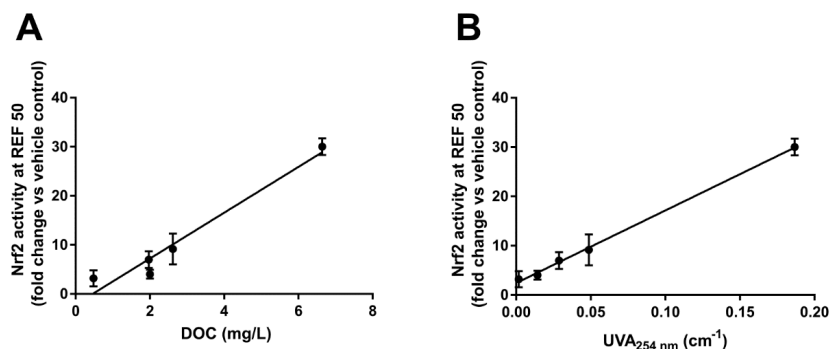 A
Nrf2 activity at REF 50
(fold change vs vehicle control)
40
30
20
10
0
0
2
4
6
8
DOC (mg/L)
B
Nrf2 activity at REF 50
(fold change vs vehicle control)
40
30
20
10
0
0.00
0.05
0.10
0.15
0.20
UVA254 nm (cm-1)